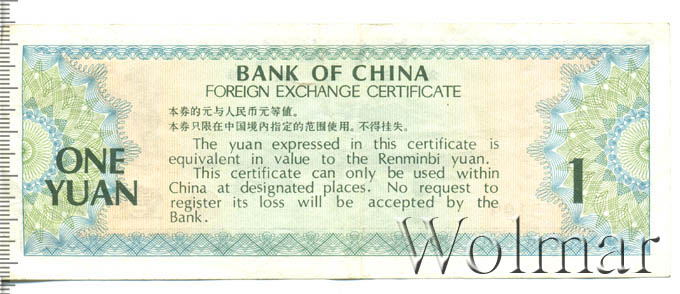 BANK OF CHINA
FOREIGN EXCHANGE CERTIFICATE
本券的元与人民币元等值。
本券只限在中国境内指定的范围使用。不得挂失。
The yuan expressed in this certificate is
equivalent in value to the Renminbi yuan.
This certificate can only be used within
China at designated places. No request to
register its loss will be accepted by the
Bank.
ONE
YUAN
1
Wolmar